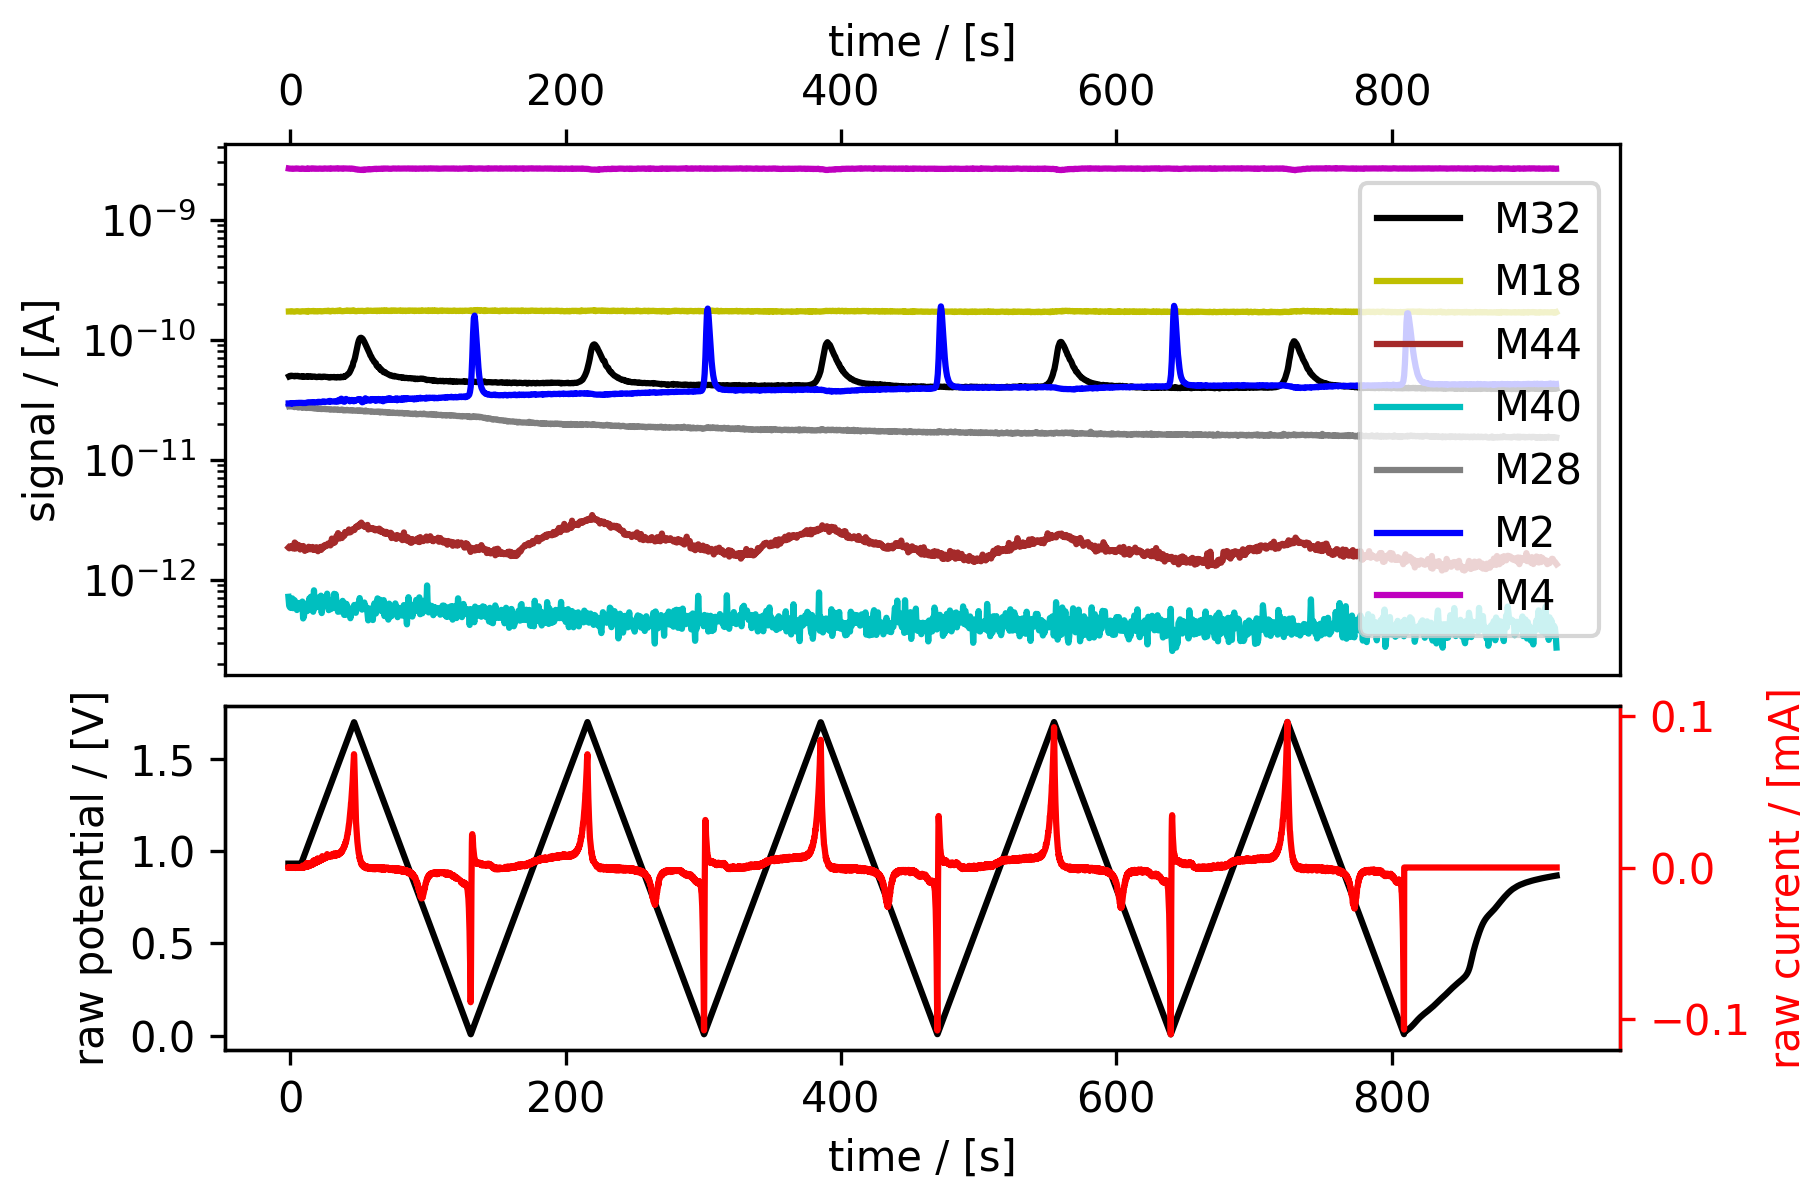 time / [s]
0 200 400 600 800
signal / [A]
10⁻⁹
10⁻¹⁰
10⁻¹¹
10⁻¹²
M32
M18
M44
M40
M28
M2
M4
raw potential / [V]
1.5
1.0
0.5
0.0
raw current / [mA]
0.1
0.0
−0.1
0 200 400 600 800
time / [s]